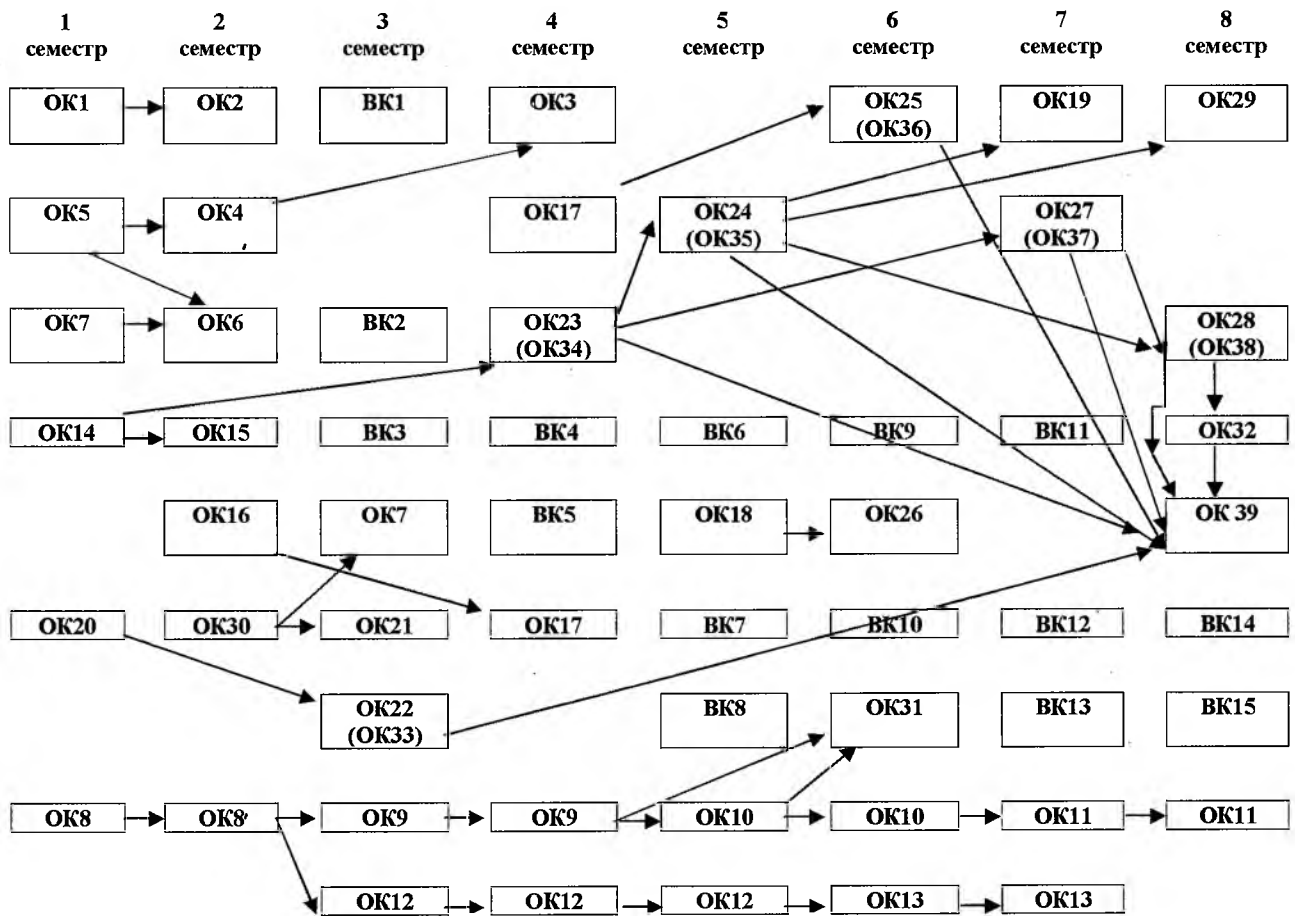 1 2 3 4 5 6 7 8
семестр семестр семестр семестр семестр семестр семестр семестр
ОК1 ОК2 ВК1 ОК3 ОК25 ОК19 ОК29
(ОК36)
ОК5 ОК4 ОК17 ОК24 ОК27
(ОК35) (ОК37)
ОК7 ОК6 ВК2 ОК23 ОК28
(ОК34) (ОК38)
ОК14 ОК15 ВК3 ВК4 ВК6 ВК9 ВК11 ОК32
ОК16 ОК7 ВК5 ОК18 ОК26 ОК 39
ОК20 ОК30 ОК21 ОК17 ВК7 ВК10 ВК12 ВК14
ОК22 ВК8 ОК31 ВК13 ВК15
(ОК33)
ОК8 ОК8 ОК9 ОК9 ОК10 ОК10 ОК11 ОК11
ОК12 ОК12 ОК12 ОК13 ОК13